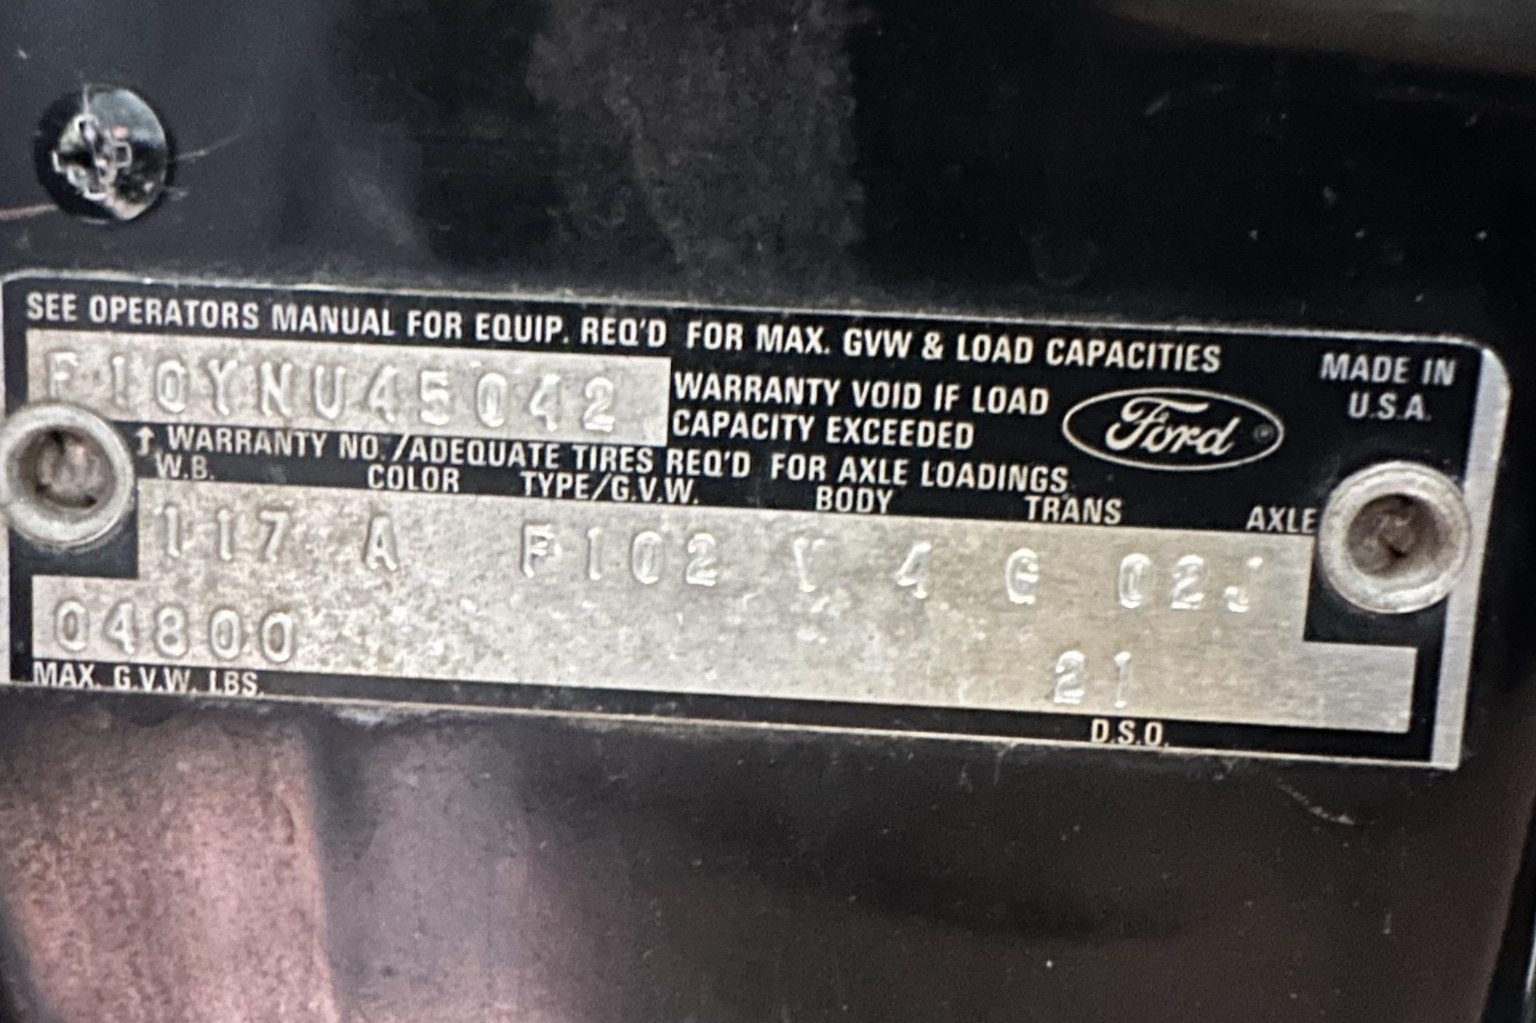 SEE OPERATORS MANUAL FOR EQUIP. REQ'D FOR MAX. GVW & LOAD CAPACITIES
MADE IN
U.S.A.
F10YNU45042
WARRANTY VOID IF LOAD
CAPACITY EXCEEDED
Ford ®
↑ WARRANTY NO./ADEQUATE TIRES REQ'D FOR AXLE LOADINGS
W.B. COLOR TYPE/G.V.W. BODY TRANS AXLE
117 A F102 4 G 02J
04800
21
MAX. G.V.W. LBS.
D.S.O.